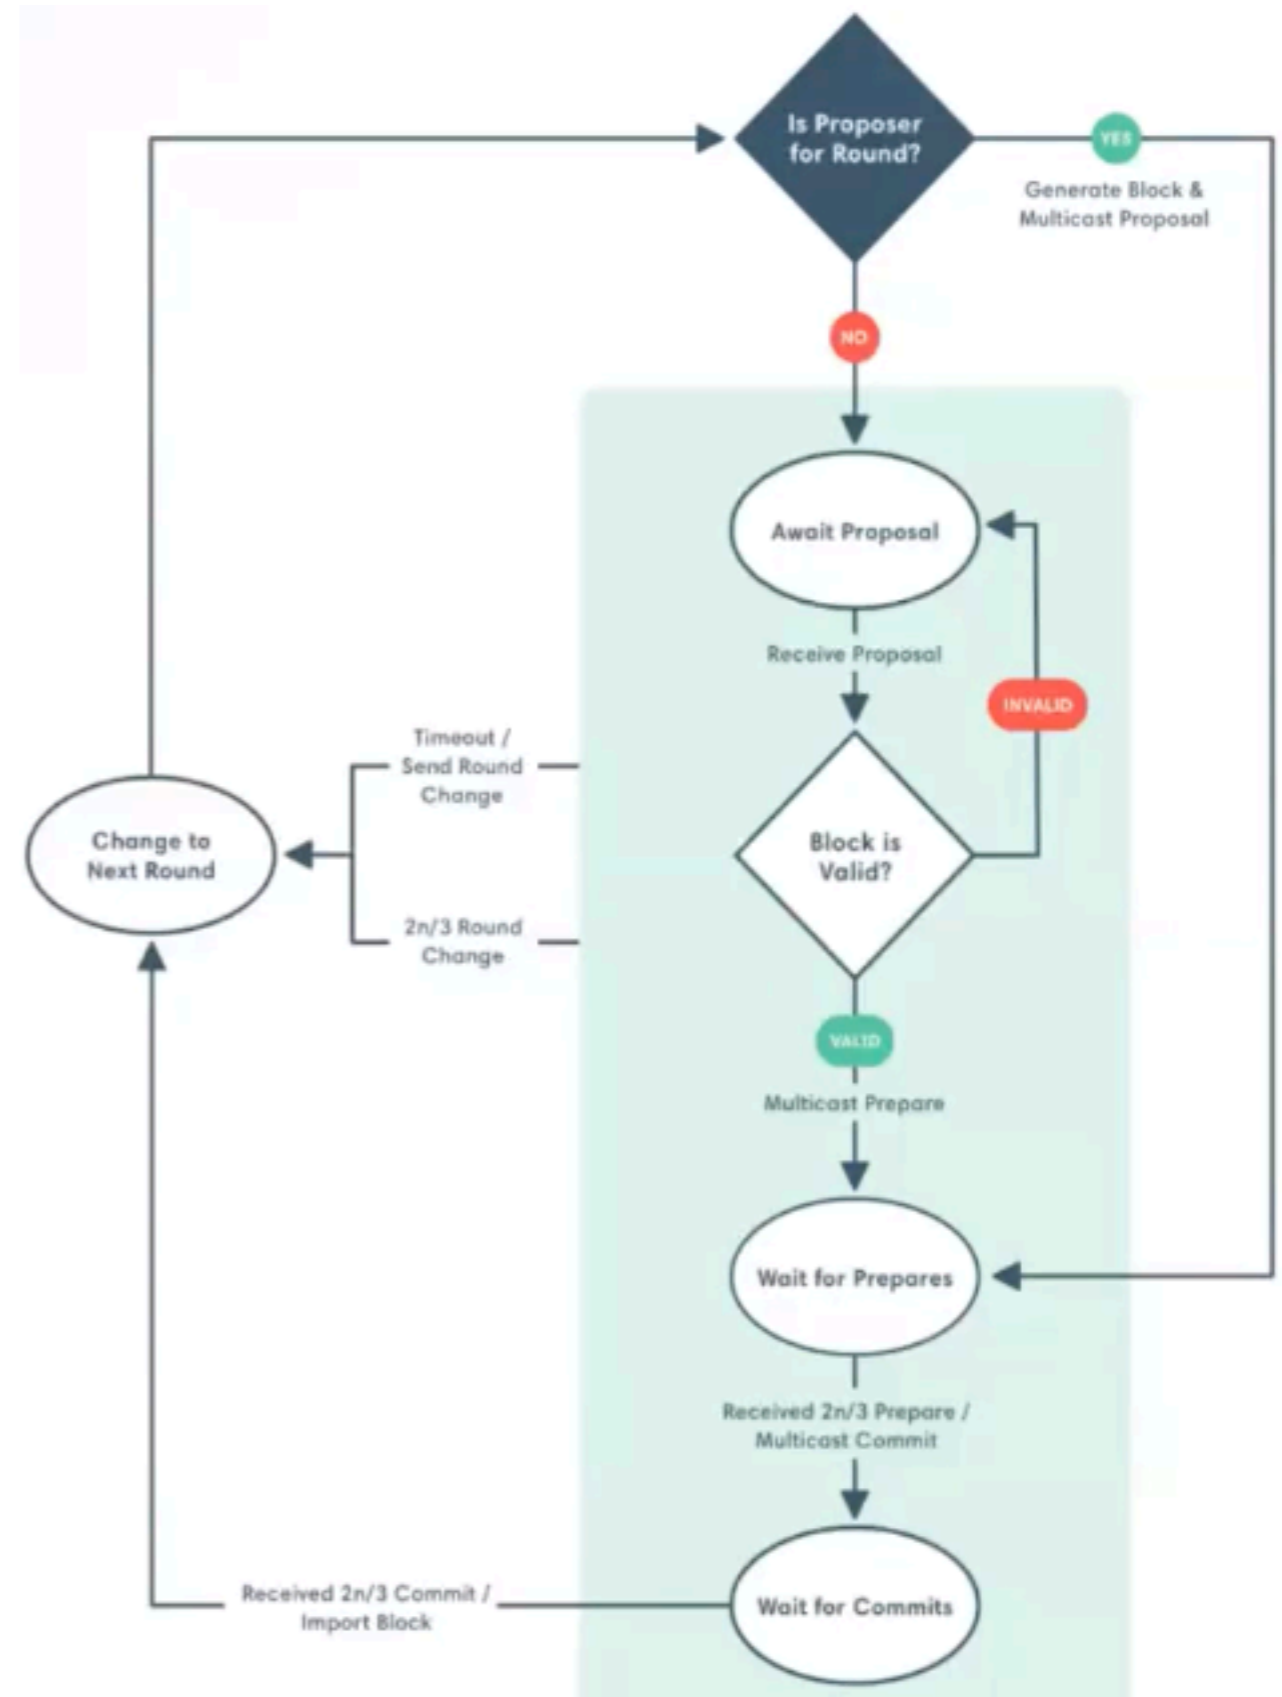 Is Proposer
for Round?
YES
Generate Block &
Multicast Proposal
NO
Await Proposal
Receive Proposal
INVALID
Timeout /
Send Round
Change
Change to
Next Round
Block is
Valid?
2n/3 Round
Change
VALID
Multicast Prepare
Wait for Prepares
Received 2n/3 Prepare /
Multicast Commit
Received 2n/3 Commit /
Import Block
Wait for Commits